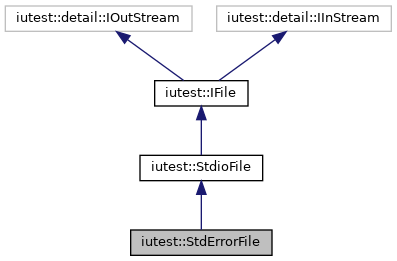 iutest::detail::IOutStream
iutest::detail::IInStream
iutest::IFile
iutest::StdioFile
iutest::StdErrorFile